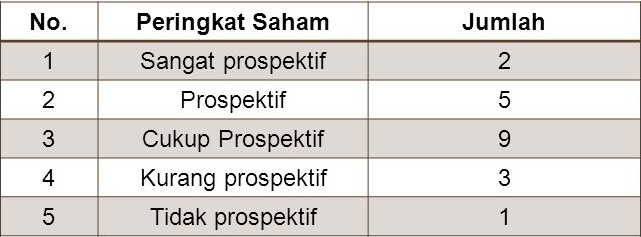 No. Peringkat Saham Jumlah
1 Sangat prospektif 2
2 Prospektif 5
3 Cukup Prospektif 9
4 Kurang prospektif 3
5 Tidak prospektif 1